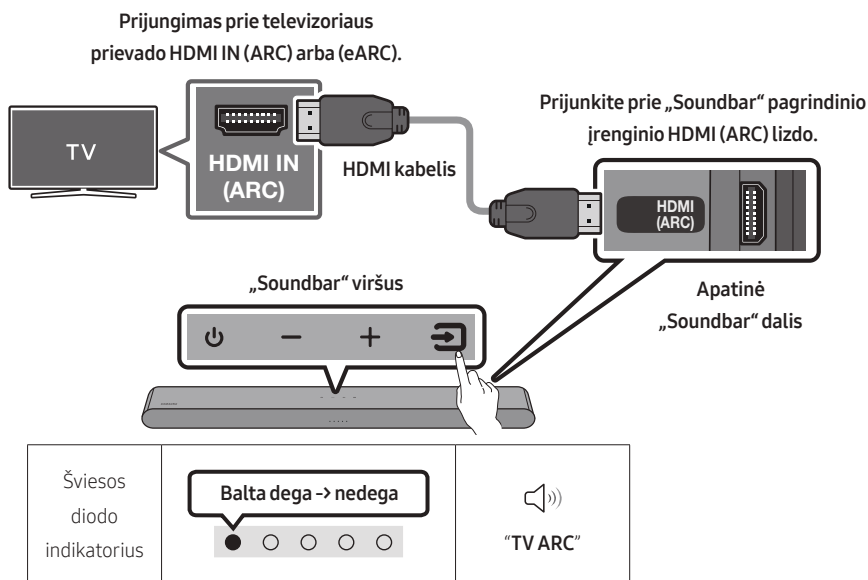 Prijungimas prie televizoriaus
prievado HDMI IN (ARC) arba (eARC).
Prijunkite prie „Soundbar“ pagrindinio
įrenginio HDMI (ARC) lizdo.
TV
HDMI IN
(ARC)
HDMI kabelis
HDMI
(ARC)
„Soundbar“ viršus
Apatinė
„Soundbar“ dalis
Šviesos
diodo
indikatorius
Balta dega -> nedega
"TV ARC"